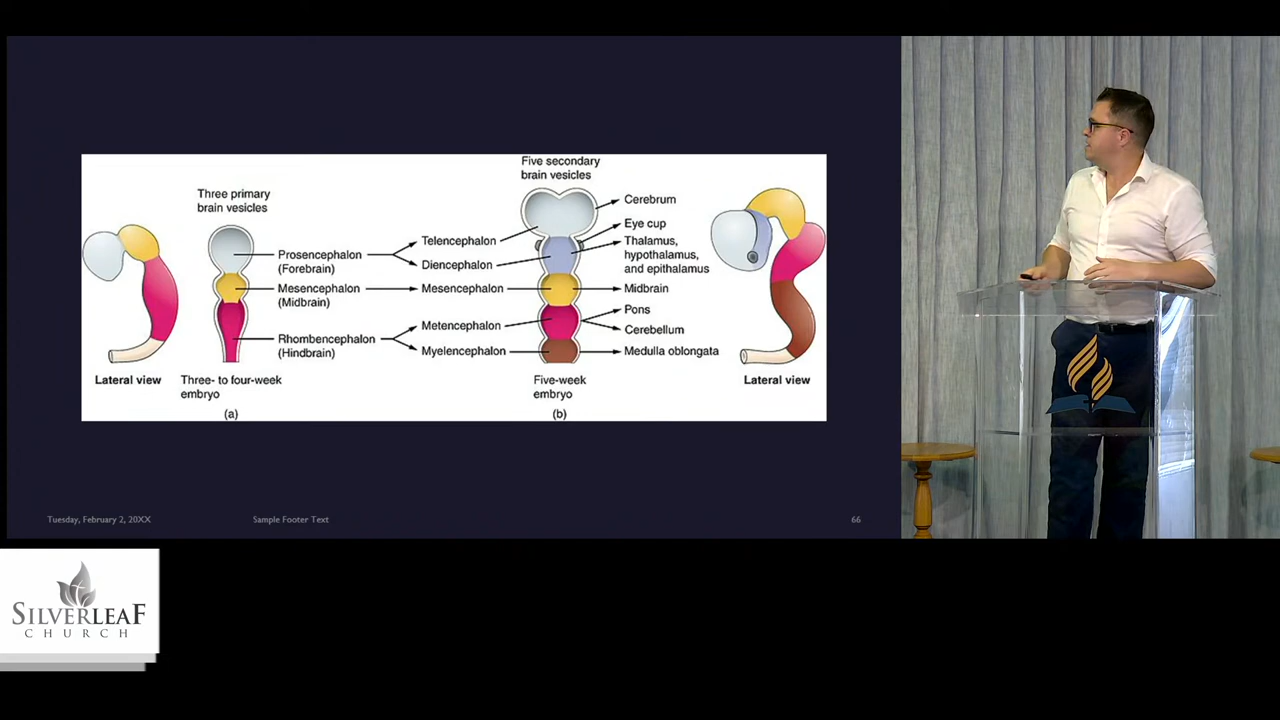 Five secondary
brain vesicles
Three primary
brain vesicles
Cerebrum
Eye cup
Telencephalon
Thalamus,
hypothalamus,
and epithalamus
Prosencephalon
(Forebrain)
Diencephalon
Mesencephalon
(Midbrain)
Mesencephalon
Midbrain
Pons
Metencephalon
Cerebellum
Rhombencephalon
(Hindbrain)
Myelencephalon
Medulla oblongata
Lateral view
Three- to four-week
embryo
Five-week
embryo
Lateral view
(a)
(b)
Tuesday, February 2, 20XX
Sample Footer Text
66
SILVERLEAF
CHURCH